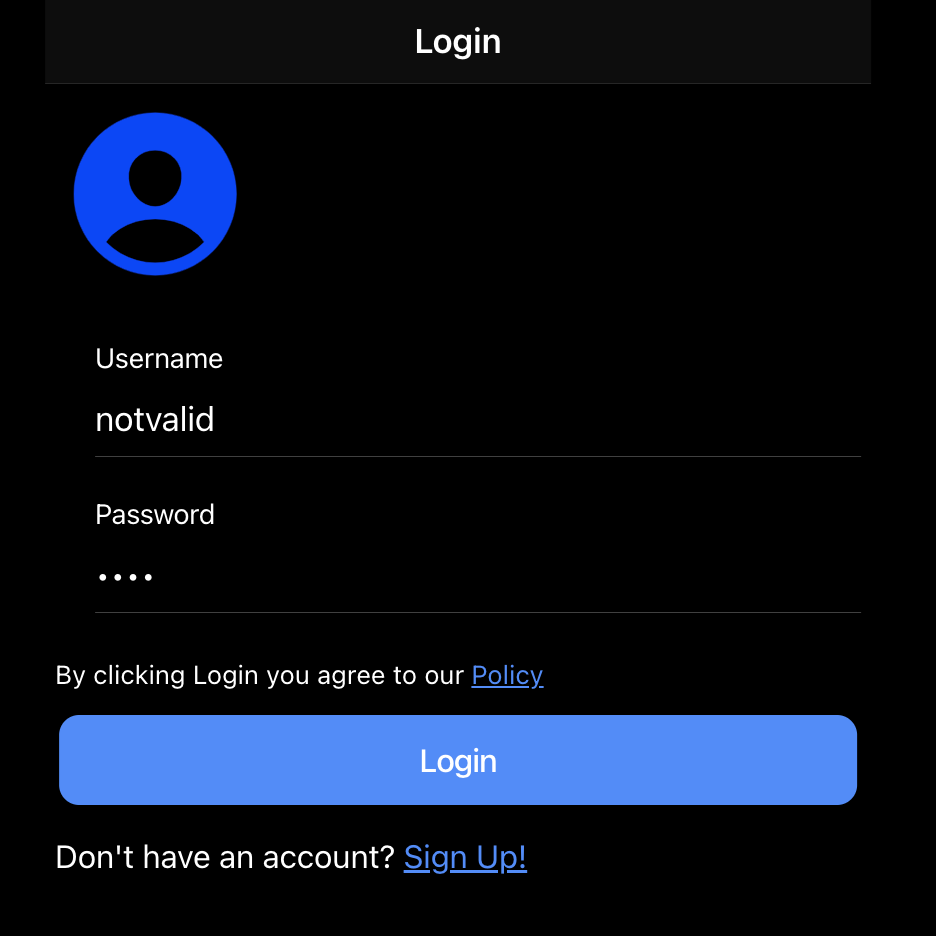 Login
Username
notvalid
Password
••••
By clicking Login you agree to our Policy
Login
Don't have an account? Sign Up!